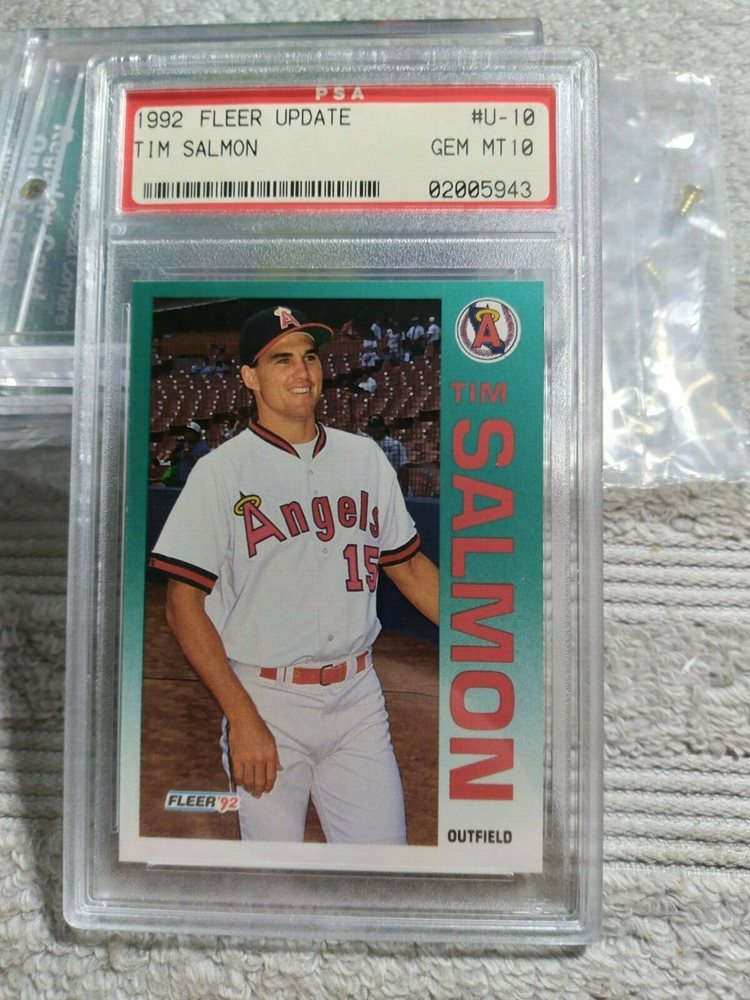 PSA
1992 FLEER UPDATE #U-10
TIM SALMON GEM MT10
02005943
A
A
TIM
SALMON
Angels
15
FLEER '92
OUTFIELD